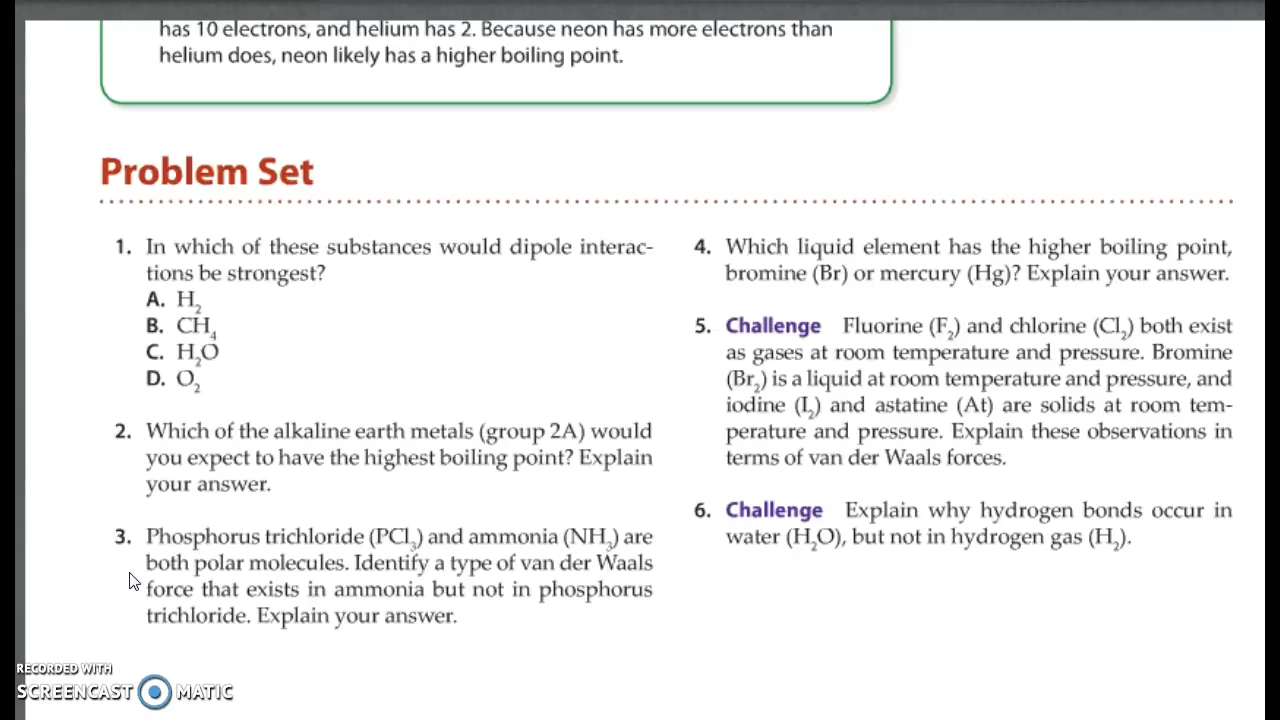 has 10 electrons, and helium has 2. Because neon has more electrons than
helium does, neon likely has a higher boiling point.
Problem Set
1. In which of these substances would dipole interac-
tions be strongest?
A. H₂
B. CH₄
C. H₂O
D. O₂
2. Which of the alkaline earth metals (group 2A) would
you expect to have the highest boiling point? Explain
your answer.
3. Phosphorus trichloride (PCl₃) and ammonia (NH₃) are
both polar molecules. Identify a type of van der Waals
force that exists in ammonia but not in phosphorus
trichloride. Explain your answer.
4. Which liquid element has the higher boiling point,
bromine (Br) or mercury (Hg)? Explain your answer.
5. Challenge Fluorine (F₂) and chlorine (Cl₂) both exist
as gases at room temperature and pressure. Bromine
(Br₂) is a liquid at room temperature and pressure, and
iodine (I₂) and astatine (At) are solids at room tem-
perature and pressure. Explain these observations in
terms of van der Waals forces.
6. Challenge Explain why hydrogen bonds occur in
water (H₂O), but not in hydrogen gas (H₂).
RECORDED WITH
SCREENCAST MATIC